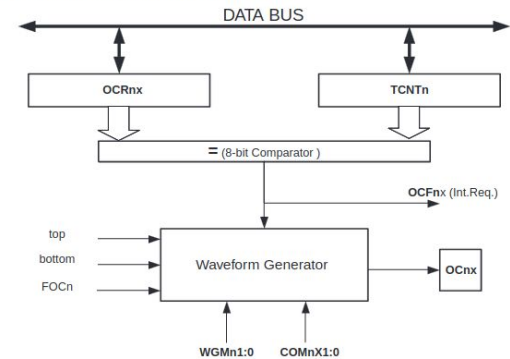 DATA BUS
OCRnx
TCNTn
= (8-bit Comparator )
OCFnx (Int.Req.)
top
bottom
FOCn
Waveform Generator
OCnx
WGMn1:0
COMnX1:0